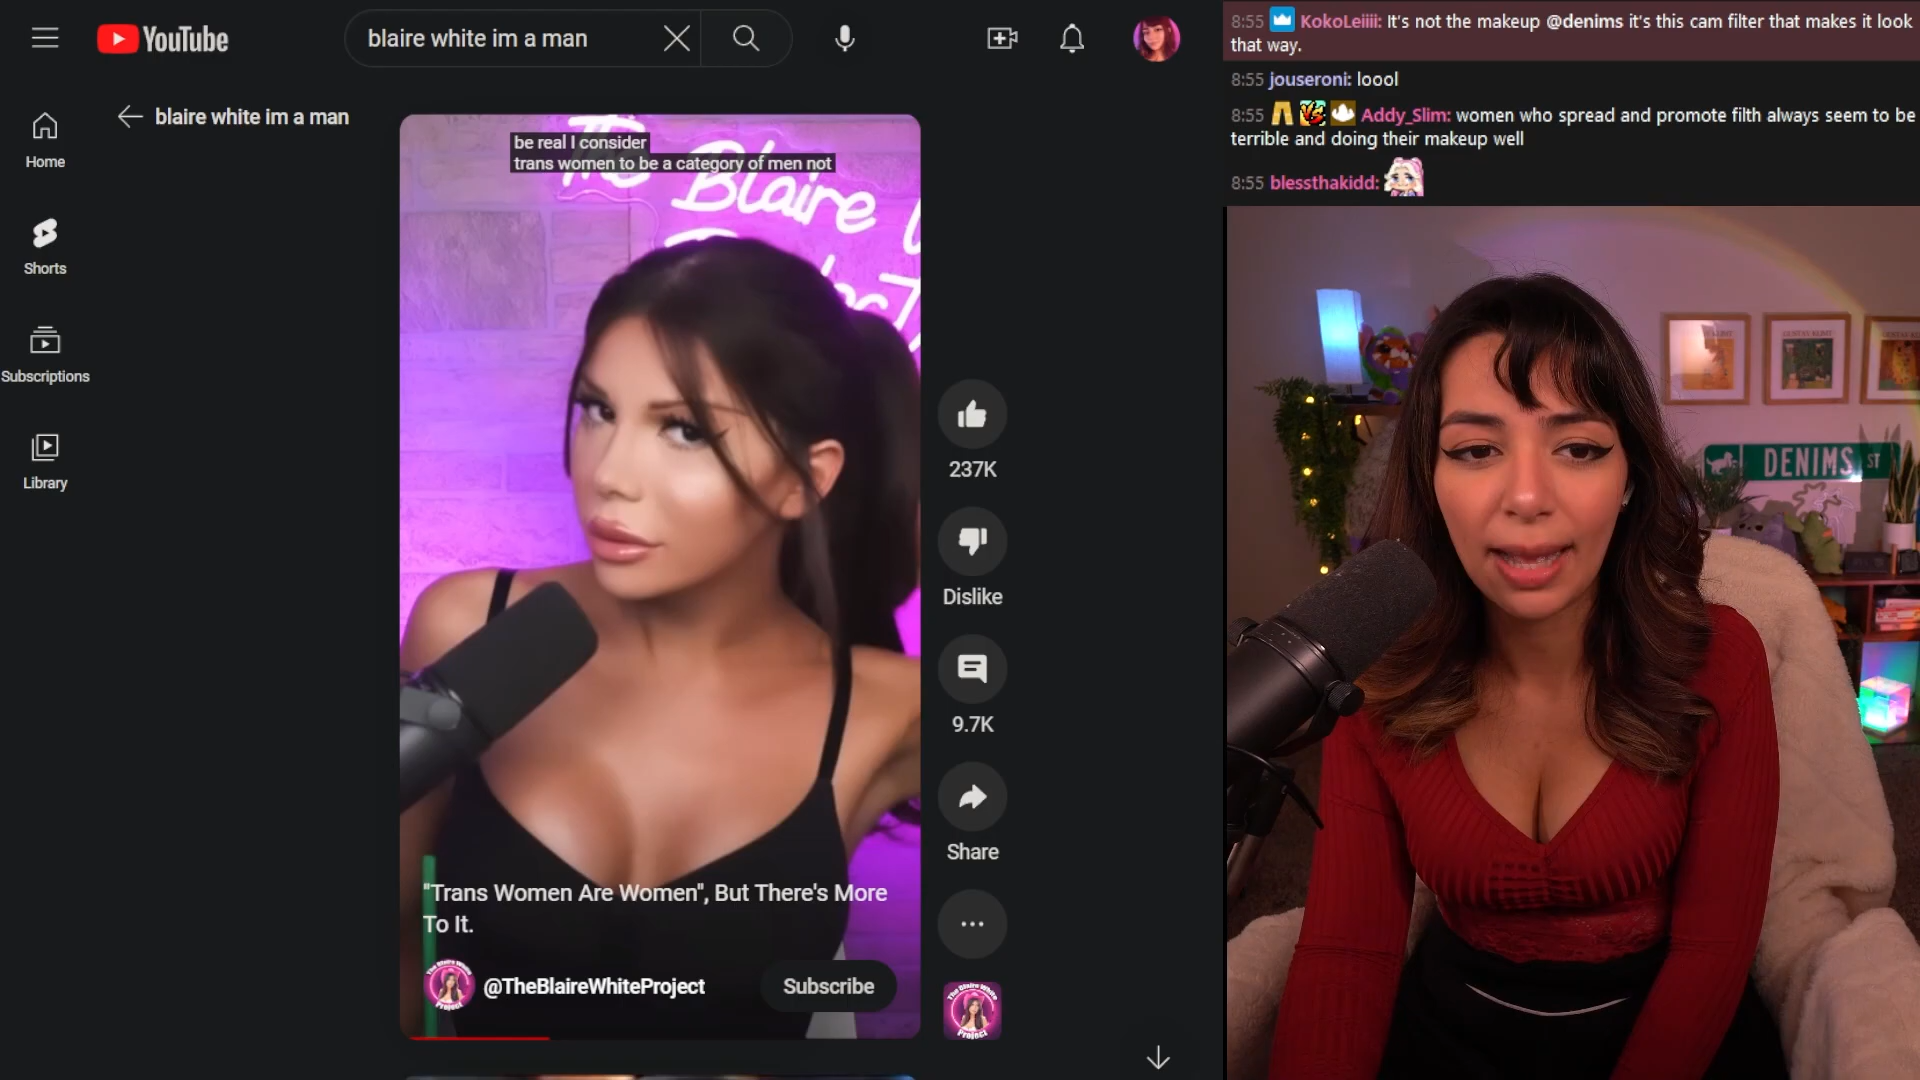 YouTube
blaire white im a man
Home
Shorts
Subscriptions
Library
blaire white im a man
be real I consider
trans women to be a category of men not
The Blaire
237K
Dislike
9.7K
Share
"Trans Women Are Women", But There's More
To It.
@TheBlaireWhiteProject
Subscribe
8:55 KokoLeiiii: It's not the makeup @denims it's this cam filter that makes it look
that way.
8:55 jouseroni: loool
8:55 Addy_Slim: women who spread and promote filth always seem to be
terrible and doing their makeup well
8:55 blessthakidd:
DENIMS ST